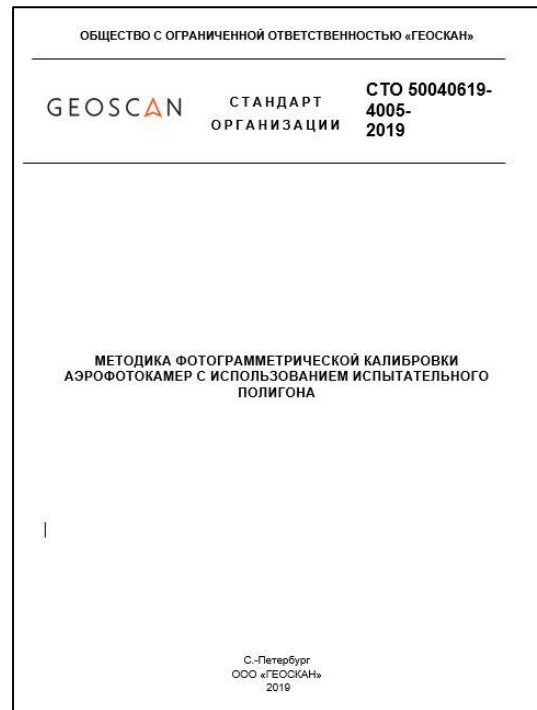 ОБЩЕСТВО С ОГРАНИЧЕННОЙ ОТВЕТСТВЕННОСТЬЮ «ГЕОСКАН»
GEOSCAN
СТАНДАРТ
ОРГАНИЗАЦИИ
СТО 50040619-
4005-
2019
МЕТОДИКА ФОТОГРАММЕТРИЧЕСКОЙ КАЛИБРОВКИ
АЭРОФОТОКАМЕР С ИСПОЛЬЗОВАНИЕМ ИСПЫТАТЕЛЬНОГО
ПОЛИГОНА
С.-Петербург
ООО «ГЕОСКАН»
2019